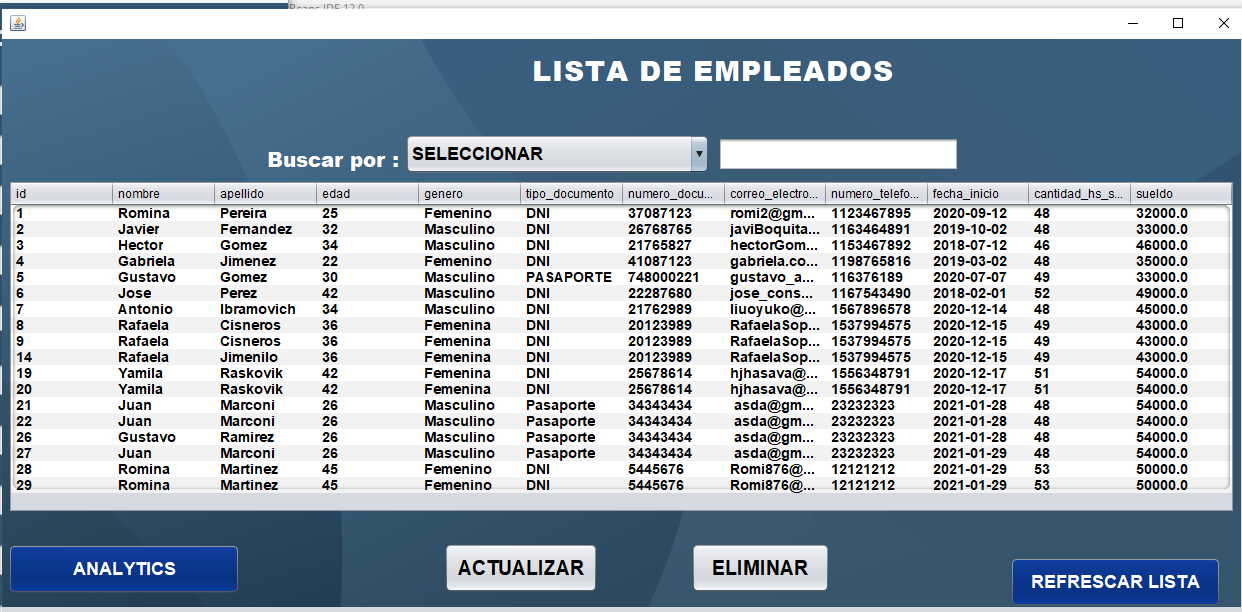 Beans IDE 12.0
LISTA DE EMPLEADOS
Buscar por : SELECCIONAR
id nombre apellido edad genero tipo_documento numero_docu... correo_electro... numero_telefo... fecha_inicio cantidad_hs_s... sueldo
1 Romina Pereira 25 Femenino DNI 37087123 romi2@gm... 1123467895 2020-09-12 48 32000.0
2 Javier Fernandez 32 Masculino DNI 26768765 javiBoquita... 1163464891 2019-10-02 48 33000.0
3 Hector Gomez 34 Masculino DNI 21765827 hectorGom... 1153467892 2018-07-12 46 46000.0
4 Gabriela Jimenez 22 Femenino DNI 41087123 gabriela.co... 1198765816 2019-03-02 48 35000.0
5 Gustavo Gomez 30 Masculino PASAPORTE 748000221 gustavo_a... 116376189 2020-07-07 49 33000.0
6 Jose Perez 42 Masculino DNI 22287680 jose_cons... 1167543490 2018-02-01 52 49000.0
7 Antonio Ibramovich 34 Masculino DNI 21762989 liuoyuko@... 1567896578 2020-12-14 48 45000.0
8 Rafaela Cisneros 36 Femenina DNI 20123989 RafaelaSop... 1537994575 2020-12-15 49 43000.0
9 Rafaela Cisneros 36 Femenina DNI 20123989 RafaelaSop... 1537994575 2020-12-15 49 43000.0
14 Rafaela Jimenilo 36 Femenina DNI 20123989 RafaelaSop... 1537994575 2020-12-15 49 43000.0
19 Yamila Raskovik 42 Femenina DNI 25678614 hjhasava@... 1556348791 2020-12-17 51 54000.0
20 Yamila Raskovik 42 Femenina DNI 25678614 hjhasava@... 1556348791 2020-12-17 51 54000.0
21 Juan Marconi 26 Masculino Pasaporte 34343434 asda@gm... 23232323 2021-01-28 48 54000.0
22 Juan Marconi 26 Masculino Pasaporte 34343434 asda@gm... 23232323 2021-01-28 48 54000.0
26 Gustavo Ramirez 26 Masculino Pasaporte 34343434 asda@gm... 23232323 2021-01-28 48 54000.0
27 Juan Marconi 26 Masculino Pasaporte 34343434 asda@gm... 23232323 2021-01-29 48 54000.0
28 Romina Martinez 45 Femenino DNI 5445676 Romi876@... 12121212 2021-01-29 53 50000.0
29 Romina Martinez 45 Femenino DNI 5445676 Romi876@... 12121212 2021-01-29 53 50000.0
ANALYTICS ACTUALIZAR ELIMINAR REFRESCAR LISTA